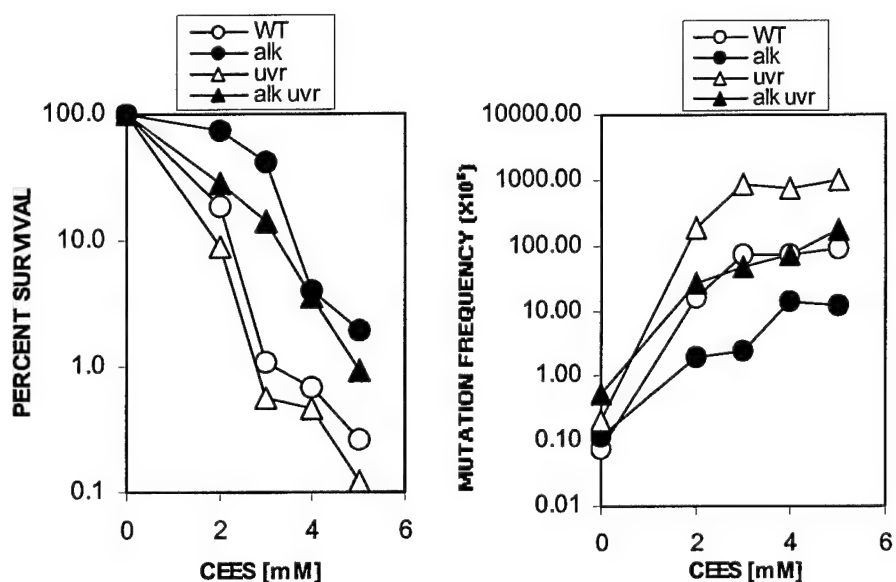 WT
alk
uvr
alk uvr
PERCENT SURVIVAL
100.0
10.0
1.0
0.1
0
2
4
6
CEES [mM]
WT
alk
uvr
alk uvr
MUTATION FREQUENCY [X10⁵]
10000.00
1000.00
100.00
10.00
1.00
0.10
0.01
0
2
4
6
CEES [mM]